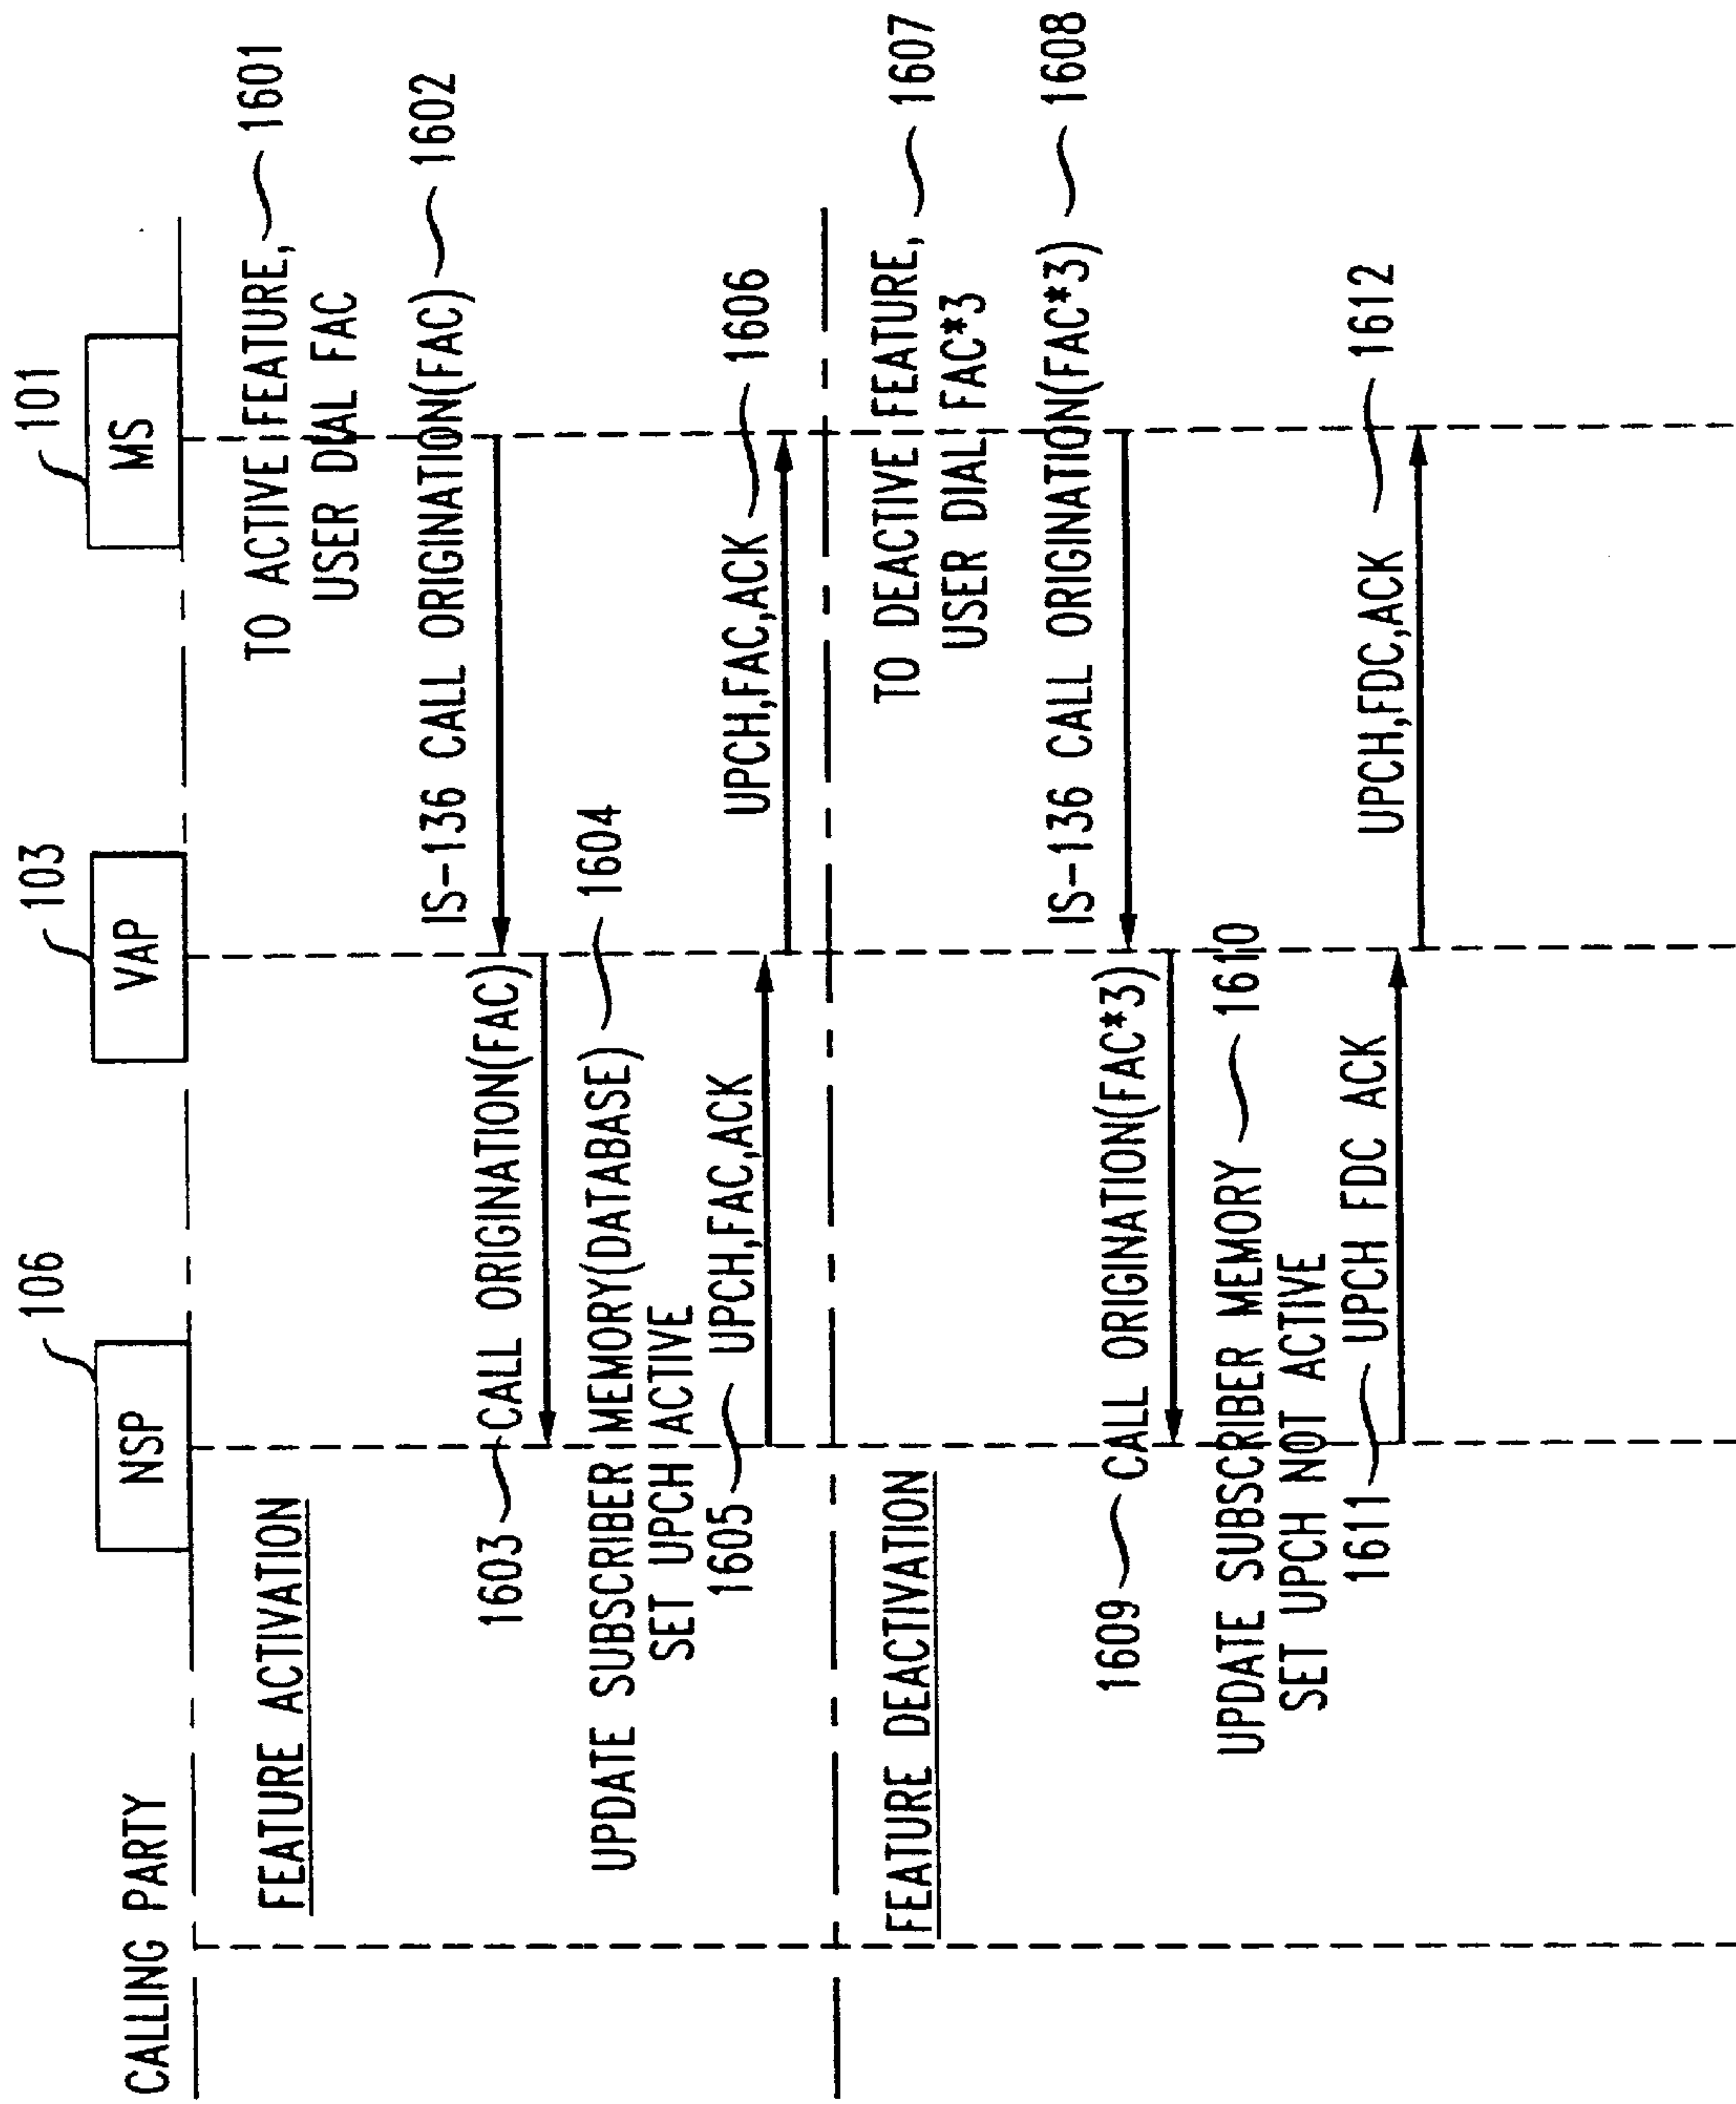 CALLING PARTY
106
NSP
103
VAP
101
MS
FEATURE ACTIVATION
TO ACTIVE FEATURE, 1601
USER DIAL FAC
IS-136 CALL ORIGINATION(FAC) 1602
1603 CALL ORIGINATION(FAC)
UPDATE SUBSCRIBER MEMORY(DATABASE) 1604
SET UPCH ACTIVE
1605 UPCH,FAC,ACK
UPCH,FAC,ACK 1606
FEATURE DEACTIVATION
TO DEACTIVE FEATURE, 1607
USER DIAL FAC*3
IS-136 CALL ORIGINATION(FAC*3) 1608
1609 CALL ORIGINATION(FAC*3)
UPDATE SUBSCRIBER MEMORY 1610
SET UPCH NOT ACTIVE
1611 UPCH FDC ACK
UPCH,FDC,ACK 1612